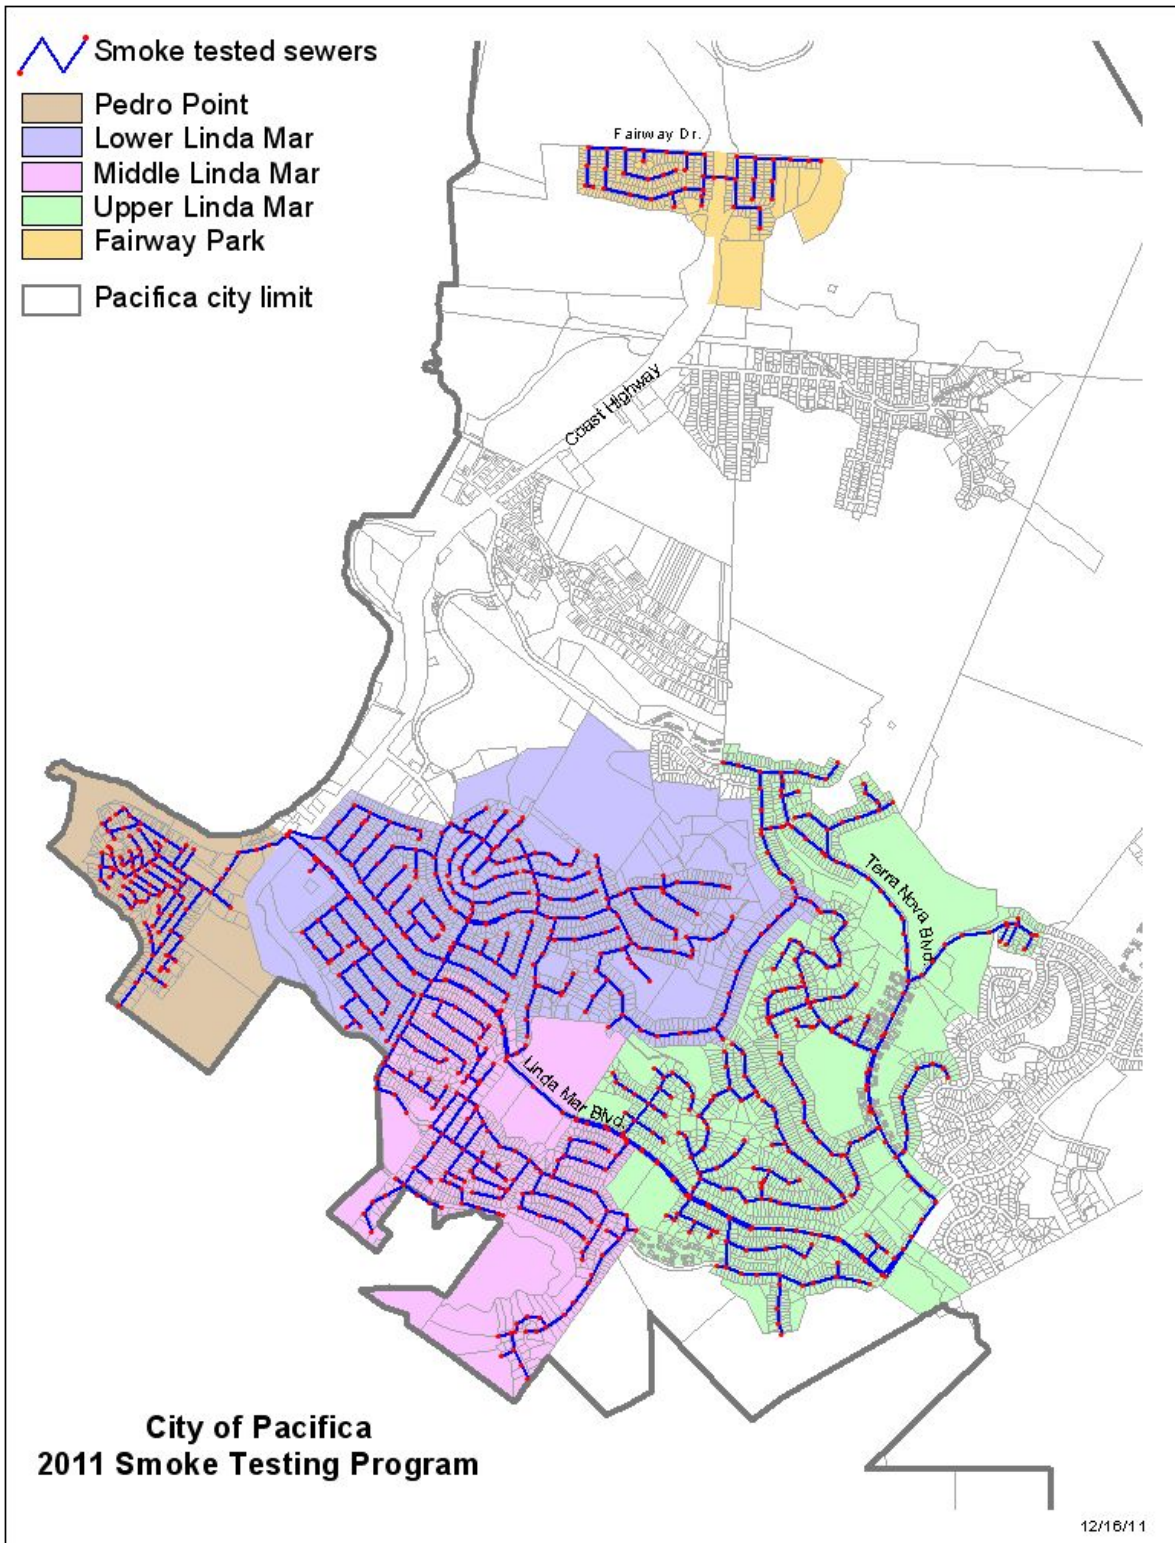 Smoke tested sewers
Pedro Point
Lower Linda Mar
Middle Linda Mar
Upper Linda Mar
Fairway Park
Pacifica city limit
Fairway Dr.
Coast Highway
Terra Nova Blvd.
Linda Mar Blvd.
City of Pacifica
2011 Smoke Testing Program
12/16/11